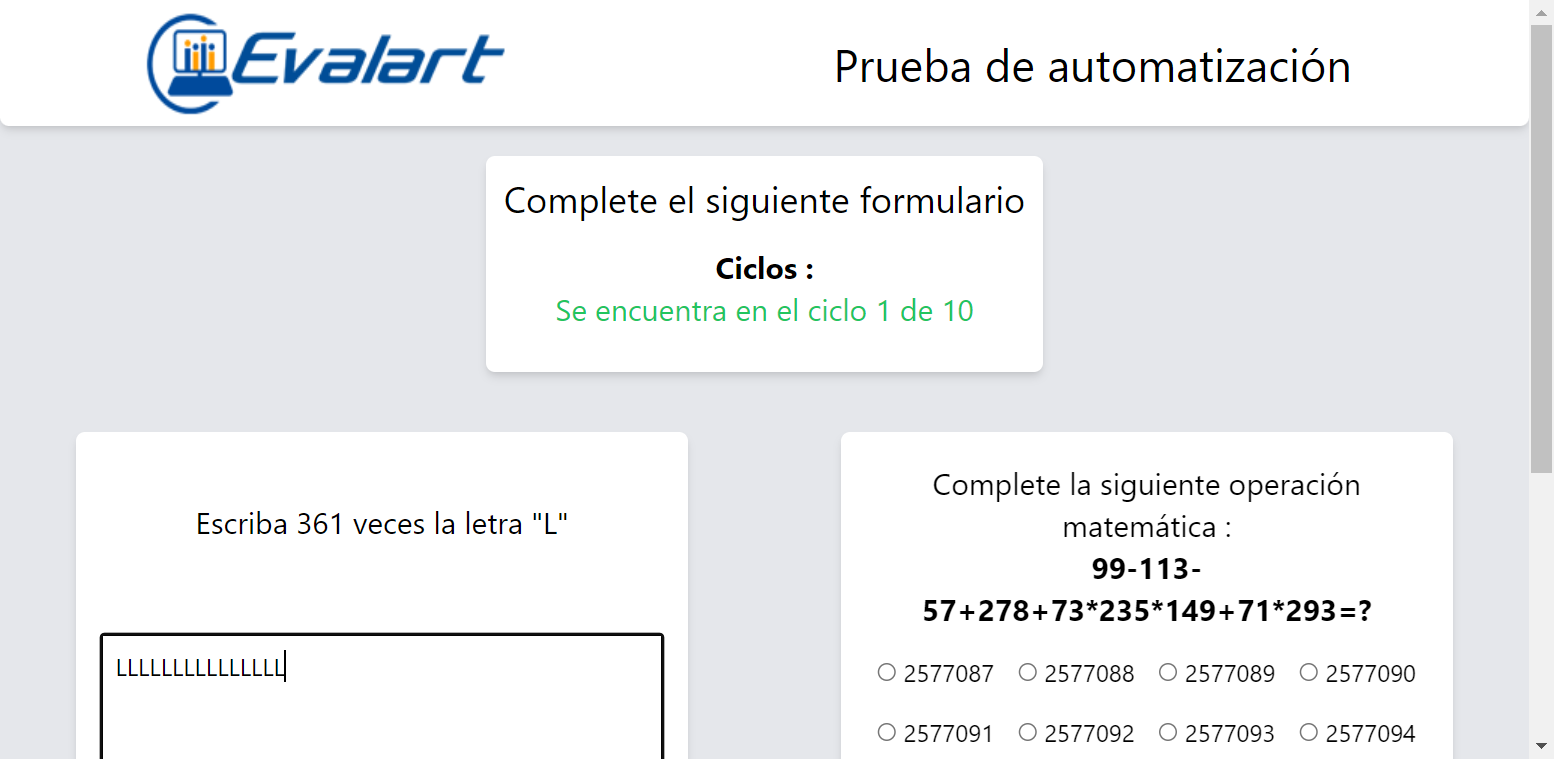 Evalart
Prueba de automatización
Complete el siguiente formulario
Ciclos :
Se encuentra en el ciclo 1 de 10
Escriba 361 veces la letra "L"
LLLLLLLLLLLLLLL
Complete la siguiente operación
matemática :
99-113-
57+278+73*235*149+71*293=?
2577087 2577088 2577089 2577090
2577091 2577092 2577093 2577094